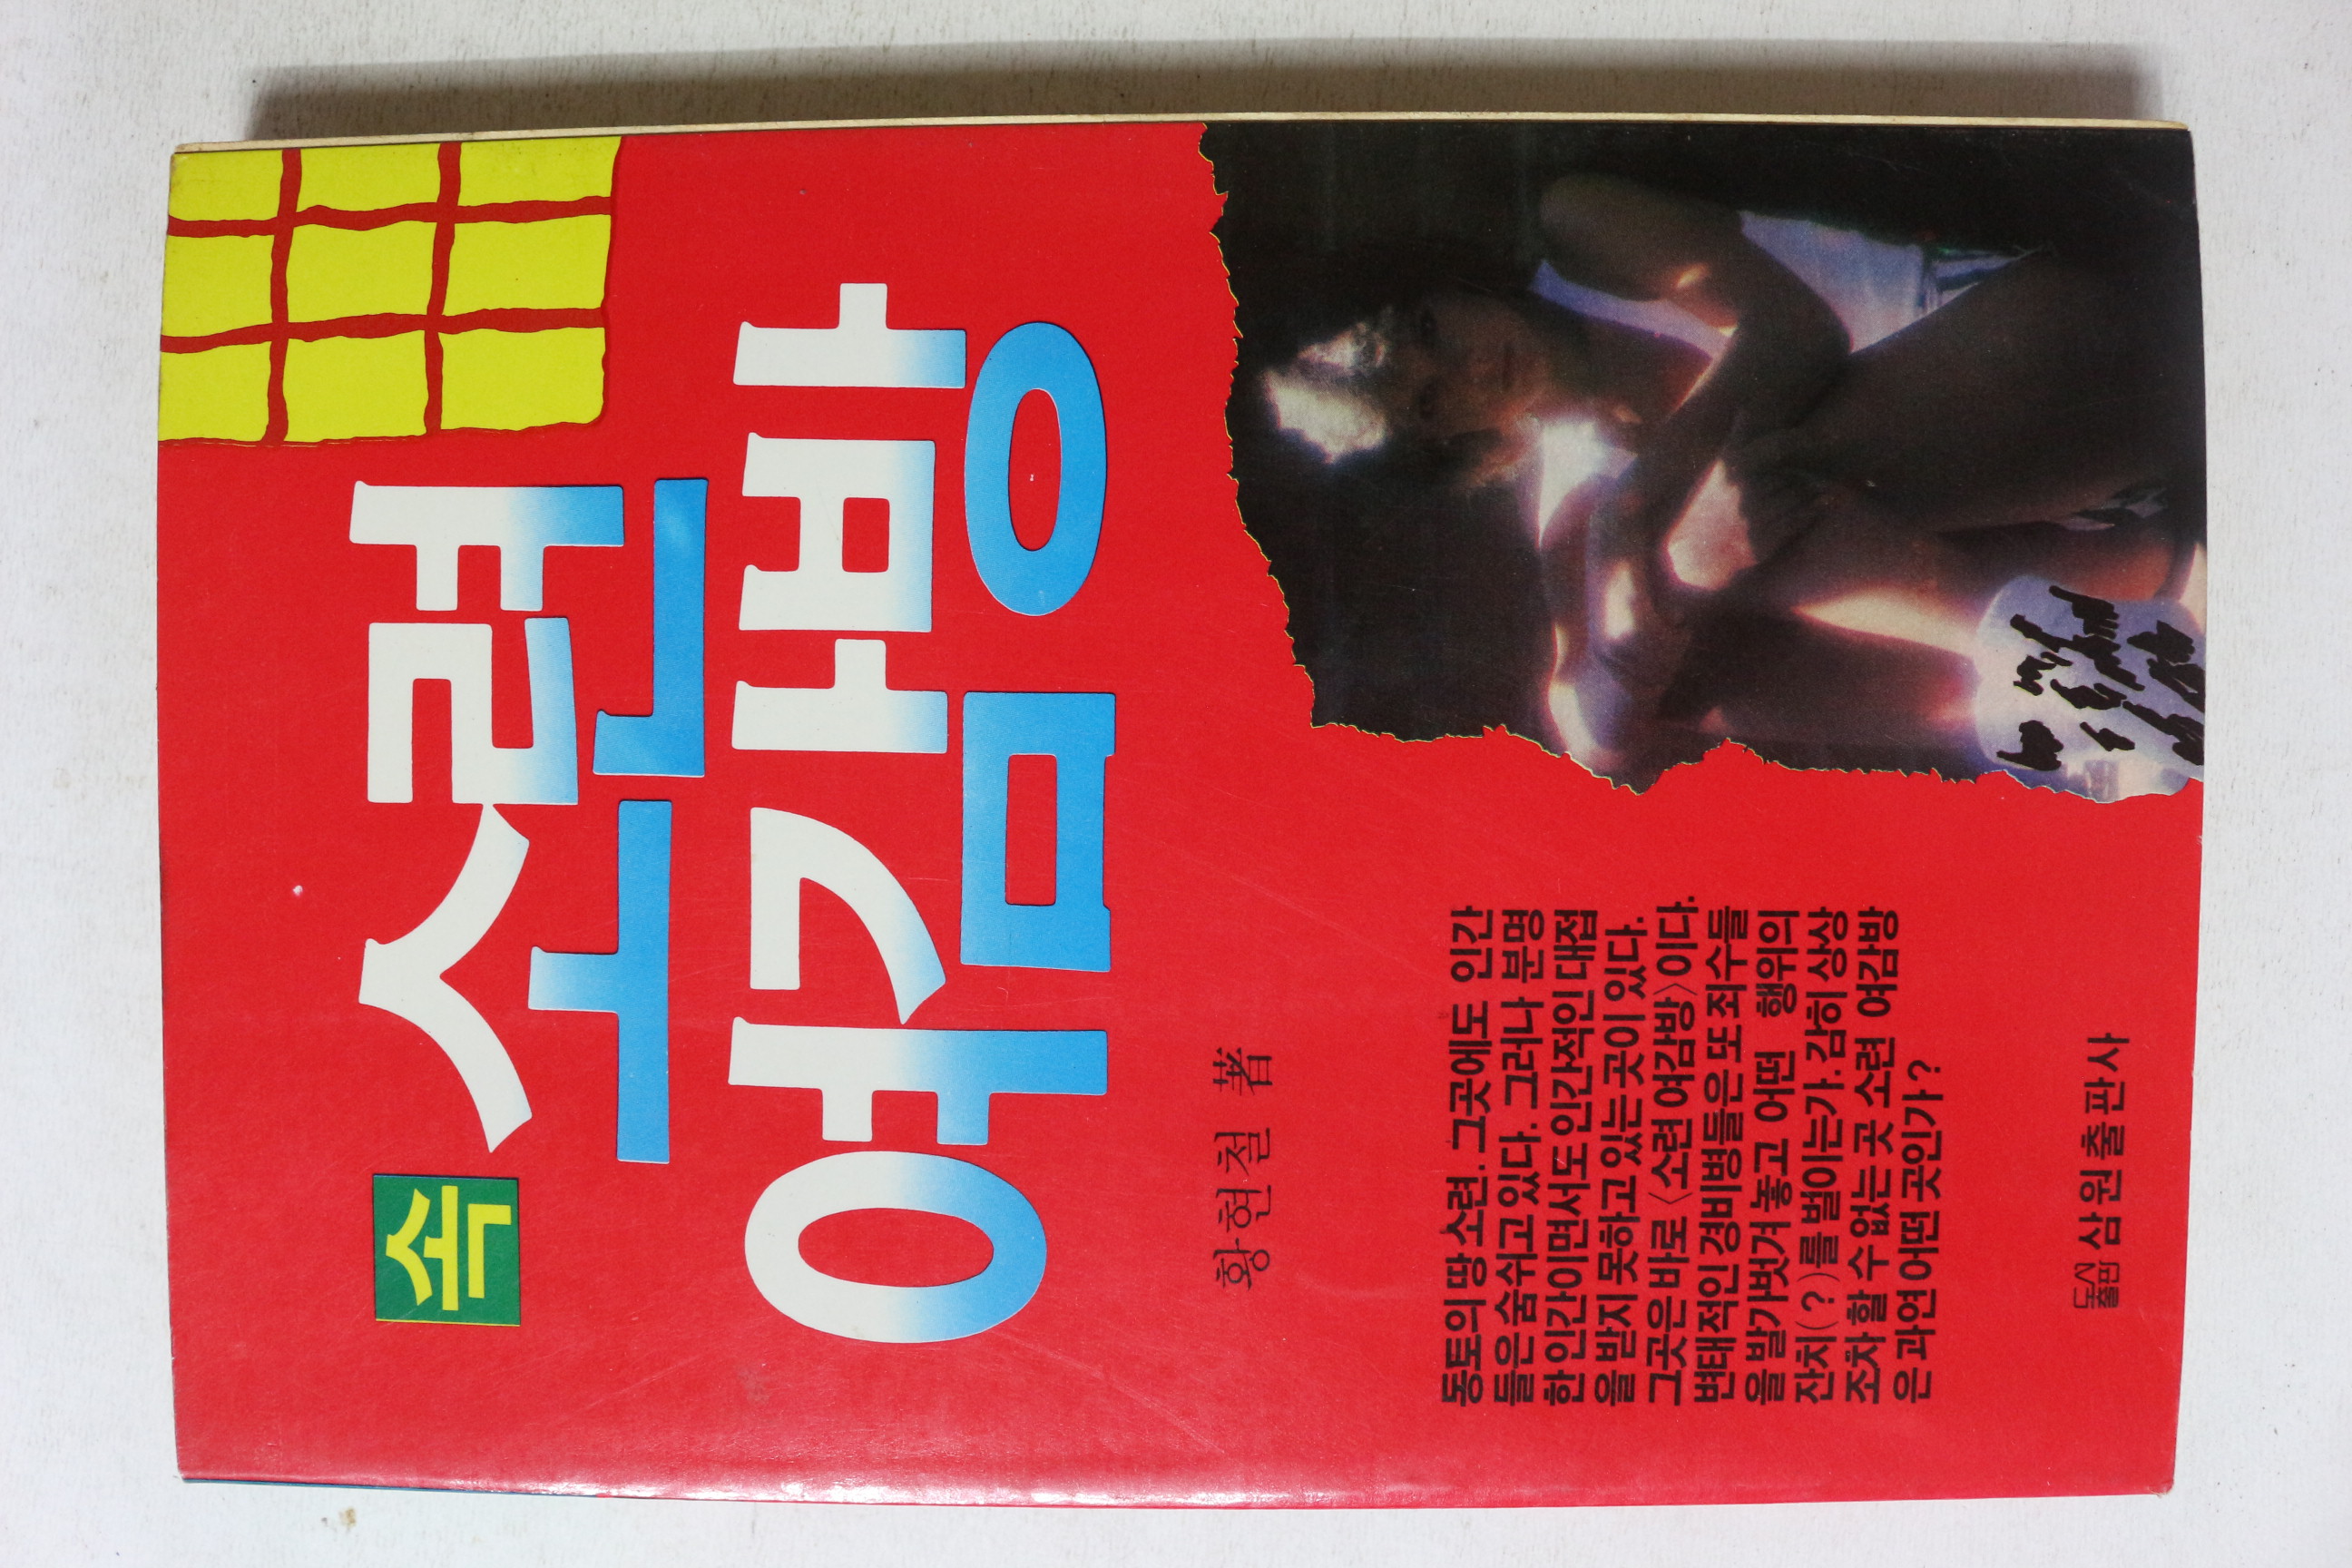 속 소련
여감방
황현철 著
동토의 땅 소련. 그곳에도 인간
들은 숨쉬고 있다. 그러나 분명
한 인간이면서도 인간적인 대접
을 받지 못하고 있는 곳이 있다.
그곳은 바로 〈소련 여감방〉이다.
변태적인 경비병들은 또 죄수들
을 발가벗겨 놓고 어떤 행위의
잔치(?)를 벌이는가. 감히 상상
조차 할 수 없는 곳 소련 여감방
은 과연 어떤 곳인가?
도서출판 삼원출판사